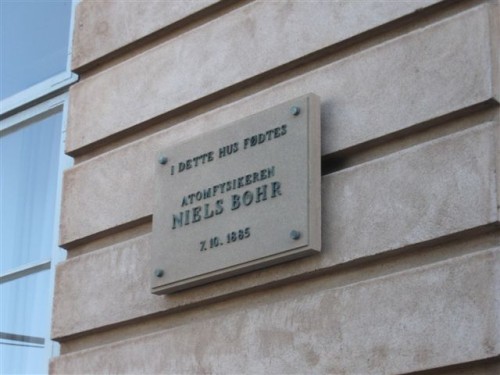 I DETTE HUS FØDTES
ATOMFYSIKEREN
NIELS BOHR
7.10.1885